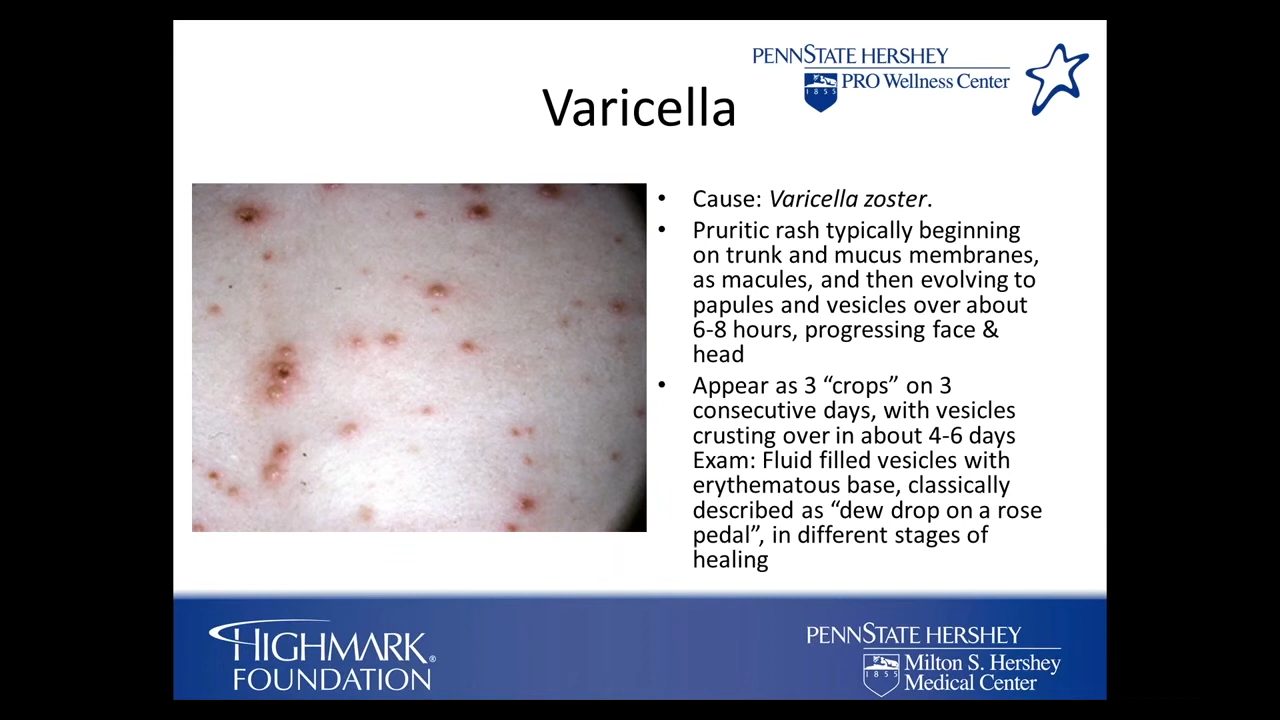 PENNSTATE HERSHEY
1855
PRO Wellness Center
Varicella
• Cause: Varicella zoster.
• Pruritic rash typically beginning
on trunk and mucus membranes,
as macules, and then evolving to
papules and vesicles over about
6-8 hours, progressing face &
head
• Appear as 3 “crops” on 3
consecutive days, with vesicles
crusting over in about 4-6 days
Exam: Fluid filled vesicles with
erythematous base, classically
described as “dew drop on a rose
pedal”, in different stages of
healing
HIGHMARK®
FOUNDATION
PENNSTATE HERSHEY
1855
Milton S. Hershey
Medical Center